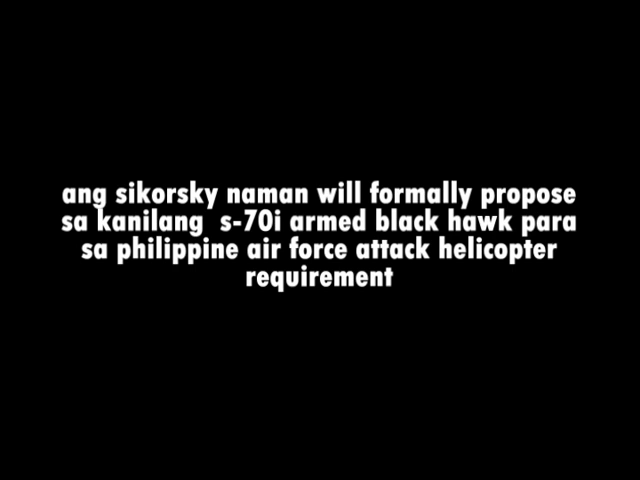 ang sikorsky naman will formally propose
sa kanilang s-70i armed black hawk para
sa philippine air force attack helicopter
requirement